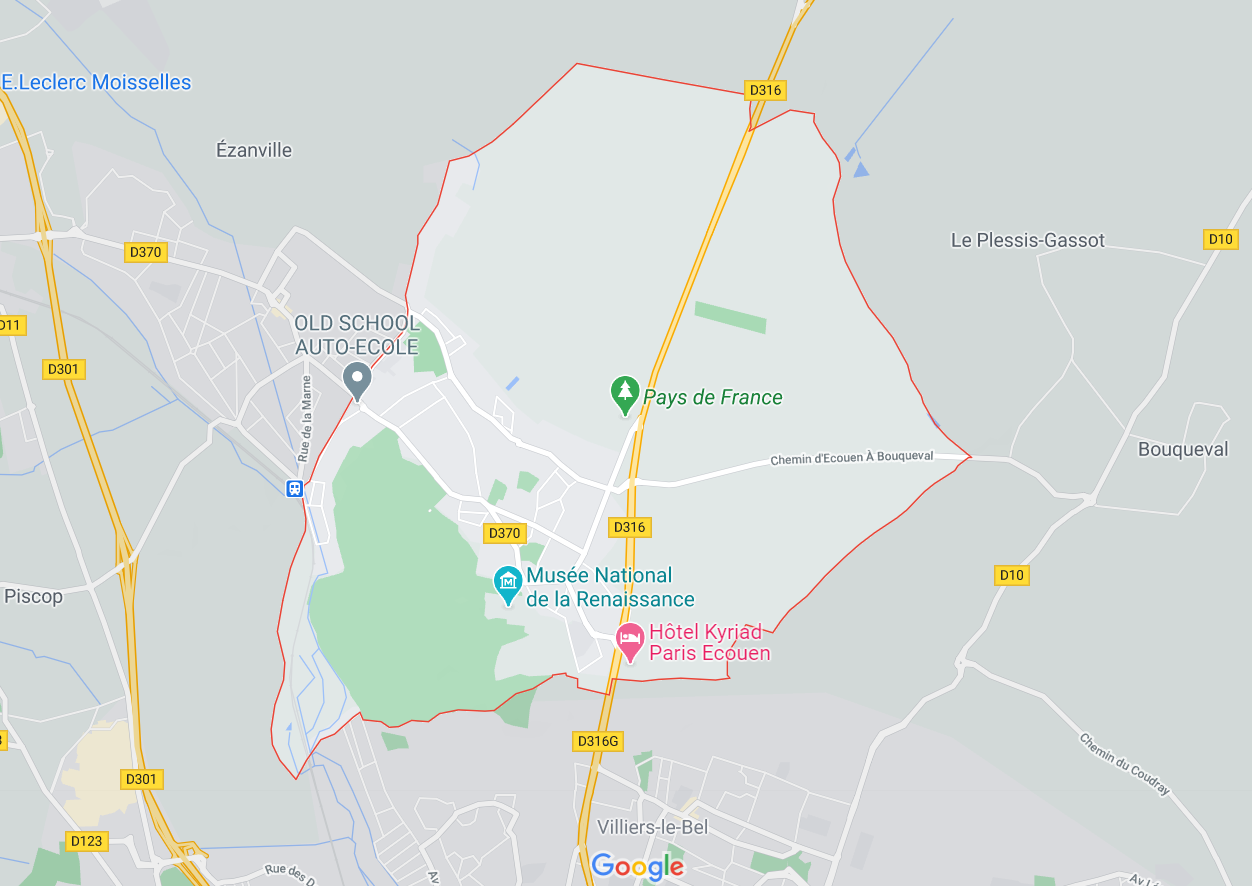 D316
E.Leclerc Moisselles
Ézanville
Le Plessis-Gassot
D10
D370
D11
OLD SCHOOL
AUTO-ECOLE
D301
Rue de la Marne
Pays de France
Chemin d'Ecouen À Bouqueval
Bouqueval
D370
D316
D10
Musée National
de la Renaissance
Piscop
Hôtel Kyriad
Paris Ecouen
D316G
D301
Chemin du Coudray
Villiers-le-Bel
D123
Google
Rue des D
Av